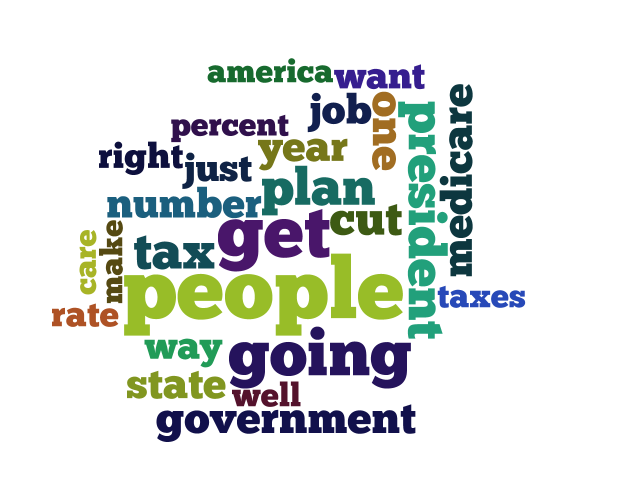 america
want
job
one
president
medicare
percent
year
right
just
plan
number
cut
get
tax
care
make
people
taxes
rate
going
way
state
well
government